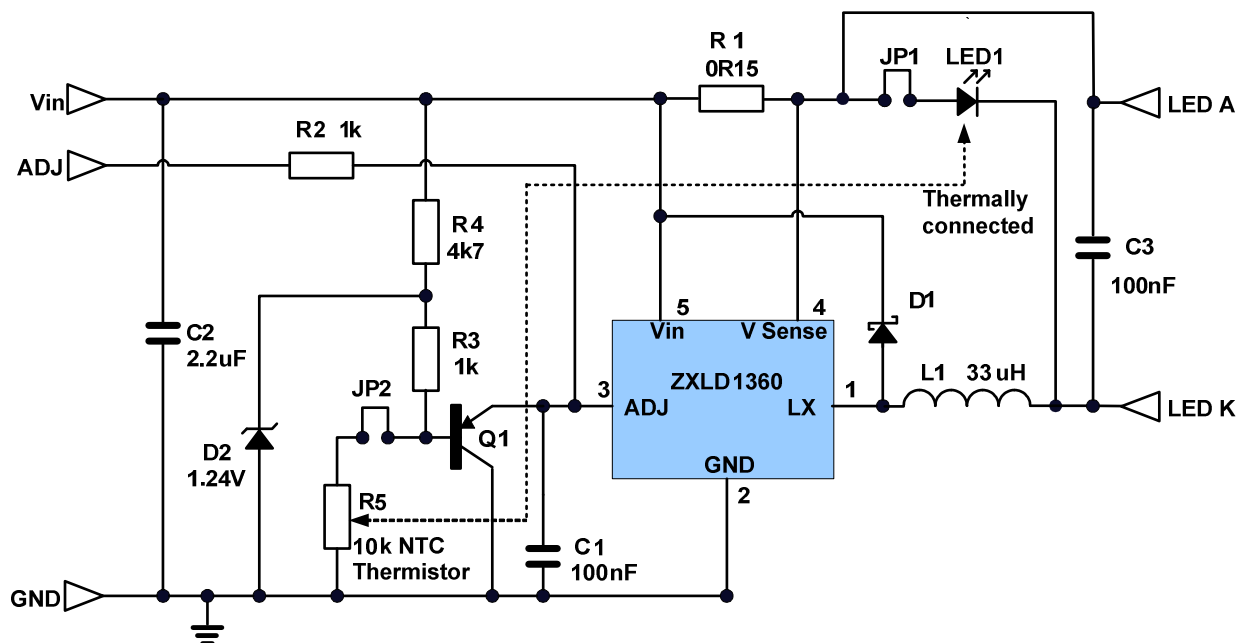 R 1
0R15
JP1
LED1
Vin
LED A
R2 1k
ADJ
Thermally
connected
R4
4k7
C3
100nF
D1
C2
2.2uF
R3
1k
5
4
Vin
V Sense
ZXLD1360
L1 33 uH
JP2
3
ADJ
LX
1
LED K
Q1
D2
1.24V
GND
2
R5
10k NTC
Thermistor
C1
100nF
GND